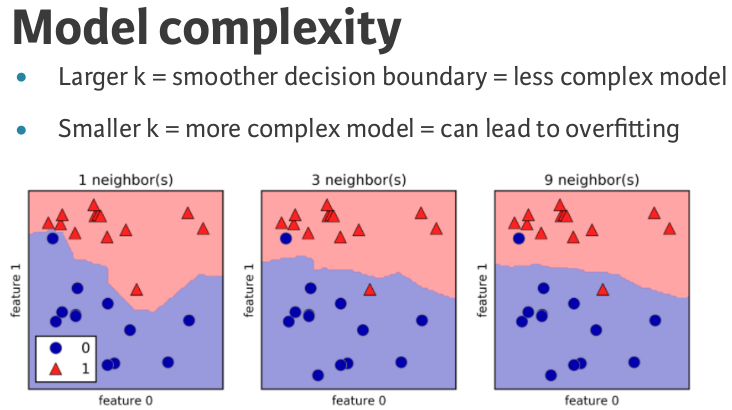 Model complexity
• Larger k = smoother decision boundary = less complex model
• Smaller k = more complex model = can lead to overfitting
1 neighbor(s)
feature 1
0
1
feature 0
3 neighbor(s)
feature 1
feature 0
9 neighbor(s)
feature 1
feature 0